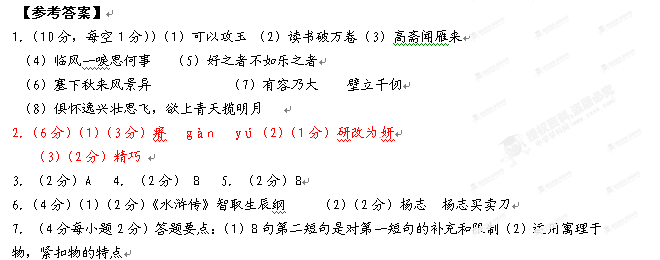 【参考答案】
1.（10分，每空1分））（1）可以攻玉 （2）读书破万卷（3）高斋闻雁来
（4）临风一唤思何事 （5）好之者不如乐之者
（6）塞下秋来风景异 （7）有容乃大 壁立千仞
（8）俱怀逸兴壮思飞，欲上青天揽明月
2.（6分）（1）（3分） gàn yú（2）（1分）研改为妍
（3）（2分）精巧
3.（2分）A 4.（2分） B 5.（2分）B
6.（4分）（1）（2分）《水浒传》智取生辰纲 （2）（2分）杨志 杨志买卖刀
7.（4分每小题2分）答题要点：（1）B句第二短句是对第一短句的补充和限制（2）运用寓理于
物，紧扣物的特点